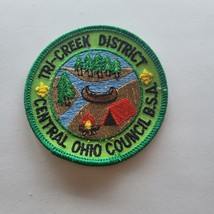 TRI-CREEK DISTRICT
CENTRAL OHIO COUNCIL B.S.A.